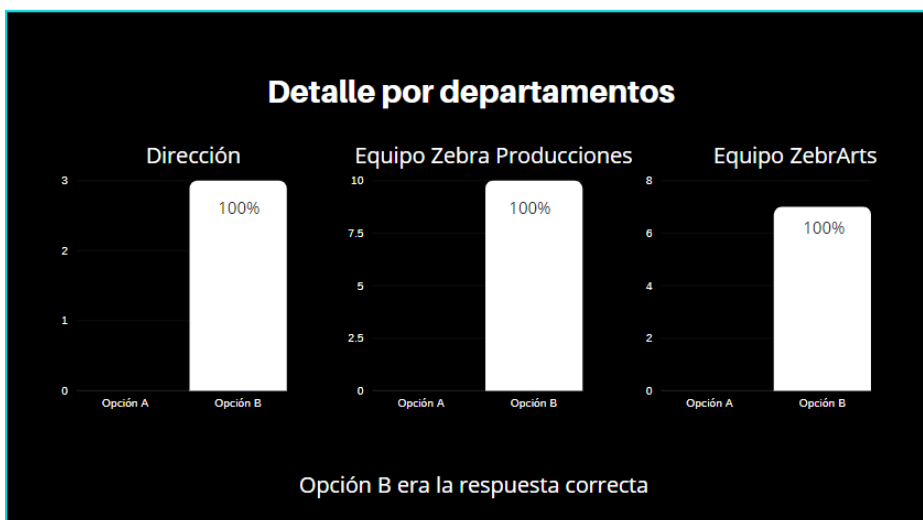 Detalle por departamentos
Dirección
Equipo Zebra Producciones
Equipo ZebrArts
3
2
1
0
100%
Opción A
Opción B
10
7.5
5
2.5
0
100%
Opción A
Opción B
8
6
4
2
0
100%
Opción A
Opción B
Opción B era la respuesta correcta